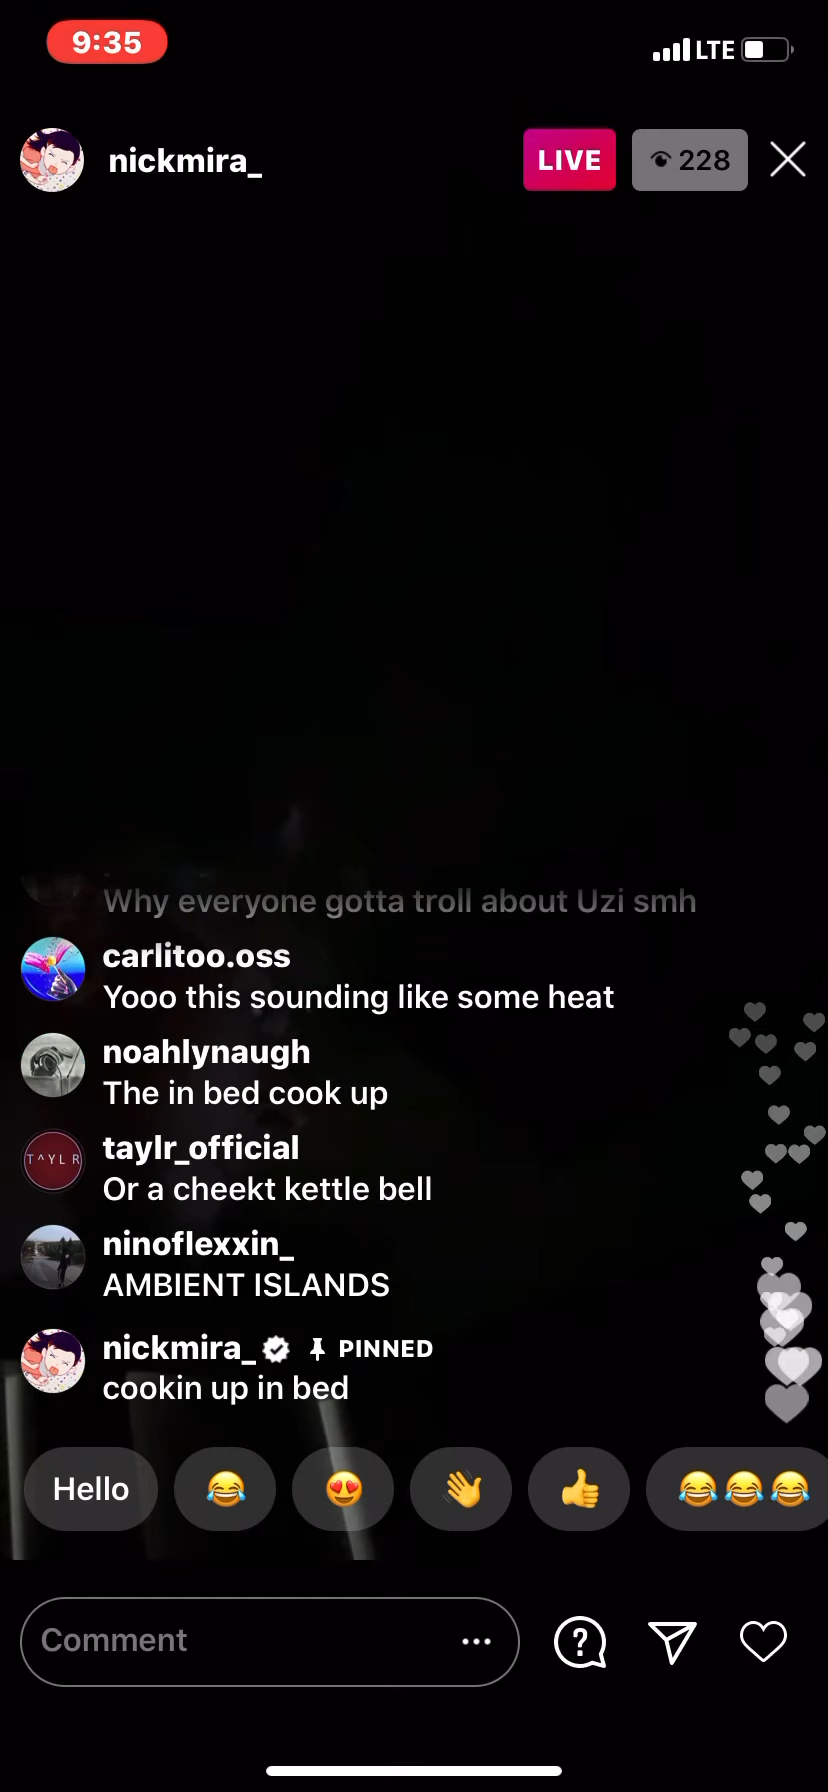 9:35
LTE
nickmira_
LIVE
228
Why everyone gotta troll about Uzi smh
carlitoo.oss
Yooo this sounding like some heat
noahlynaugh
The in bed cook up
T^YLR
taylr_official
Or a cheekt kettle bell
ninoflexxin_
AMBIENT ISLANDS
nickmira_ PINNED
cookin up in bed
Hello
Comment